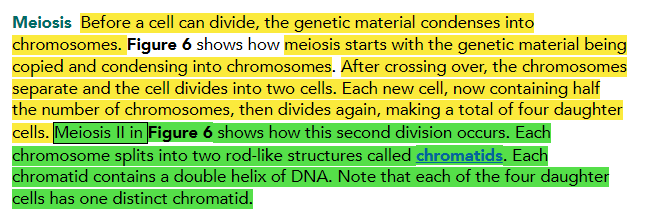 Meiosis Before a cell can divide, the genetic material condenses into
chromosomes. Figure 6 shows how meiosis starts with the genetic material being
copied and condensing into chromosomes. After crossing over, the chromosomes
separate and the cell divides into two cells. Each new cell, now containing half
the number of chromosomes, then divides again, making a total of four daughter
cells. Meiosis II in Figure 6 shows how this second division occurs. Each
chromosome splits into two rod-like structures called chromatids. Each
chromatid contains a double helix of DNA. Note that each of the four daughter
cells has one distinct chromatid.